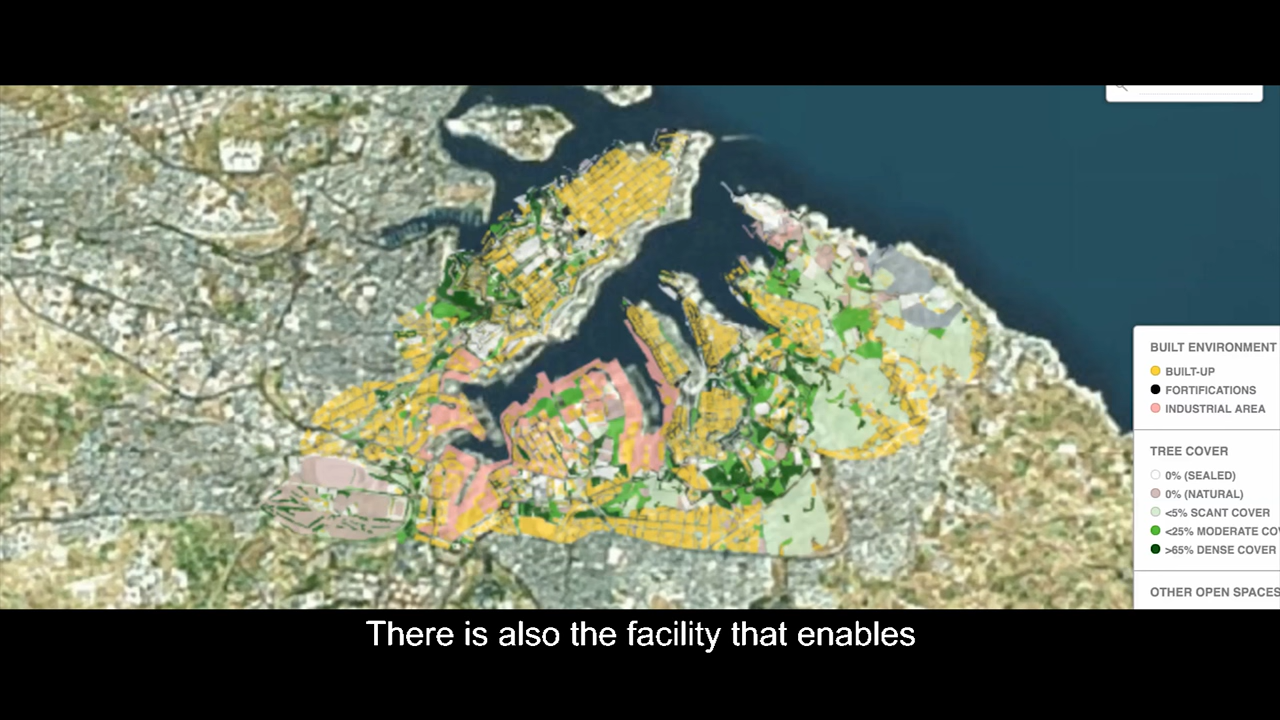 BUILT ENVIRONMENT
BUILT-UP
FORTIFICATIONS
INDUSTRIAL AREA
TREE COVER
0% (SEALED)
0% (NATURAL)
<5% SCANT COVER
<25% MODERATE CO
>65% DENSE COVER
OTHER OPEN SPACES
There is also the facility that enables